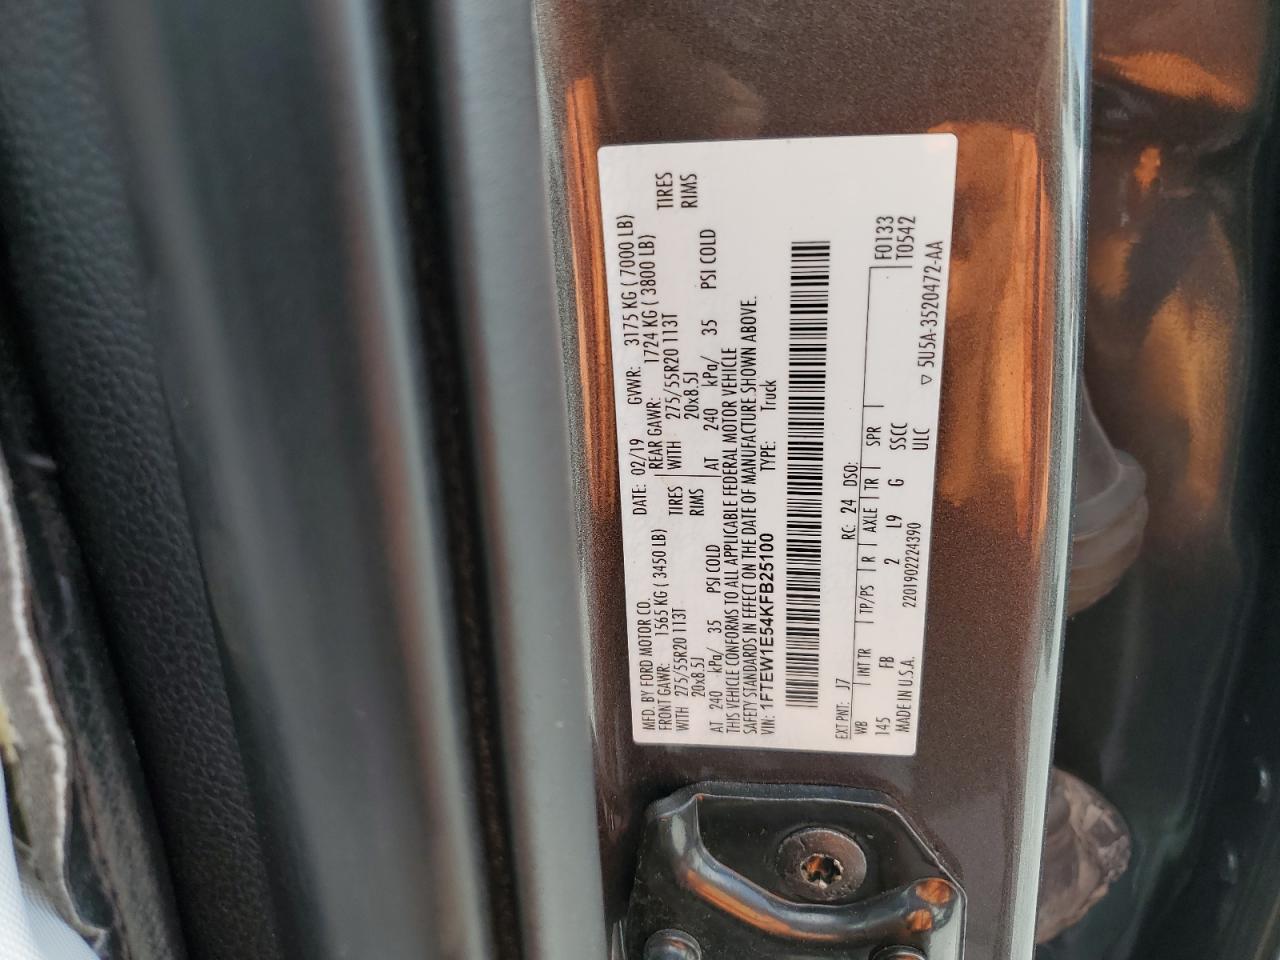 MFD. BY FORD MOTOR CO.
DATE: 02/19 GVWR: 3175 KG ( 7000 LB)
FRONT GAWR: 1565 KG ( 3450 LB) REAR GAWR: 1724 KG ( 3800 LB)
WITH 275/55R20 113T TIRES WITH 275/55R20 113T TIRES
20x8.5J RIMS 20x8.5J RIMS
AT 240 kPa/ 35 PSI COLD AT 240 kPa/ 35 PSI COLD
THIS VEHICLE CONFORMS TO ALL APPLICABLE FEDERAL MOTOR VEHICLE
SAFETY STANDARDS IN EFFECT ON THE DATE OF MANUFACTURE SHOWN ABOVE.
VIN: 1FTEW1E54KFB25100 TYPE: Truck
EXT PNT: J7 RC: 24 DSO:
WB INT TR TP/PS R AXLE TR SPR F0133
145 FB 2 L9 G SSCC T0542
MADE IN U.S.A. 2201902224390 ULC ▽ 5U5A-3520472-AA